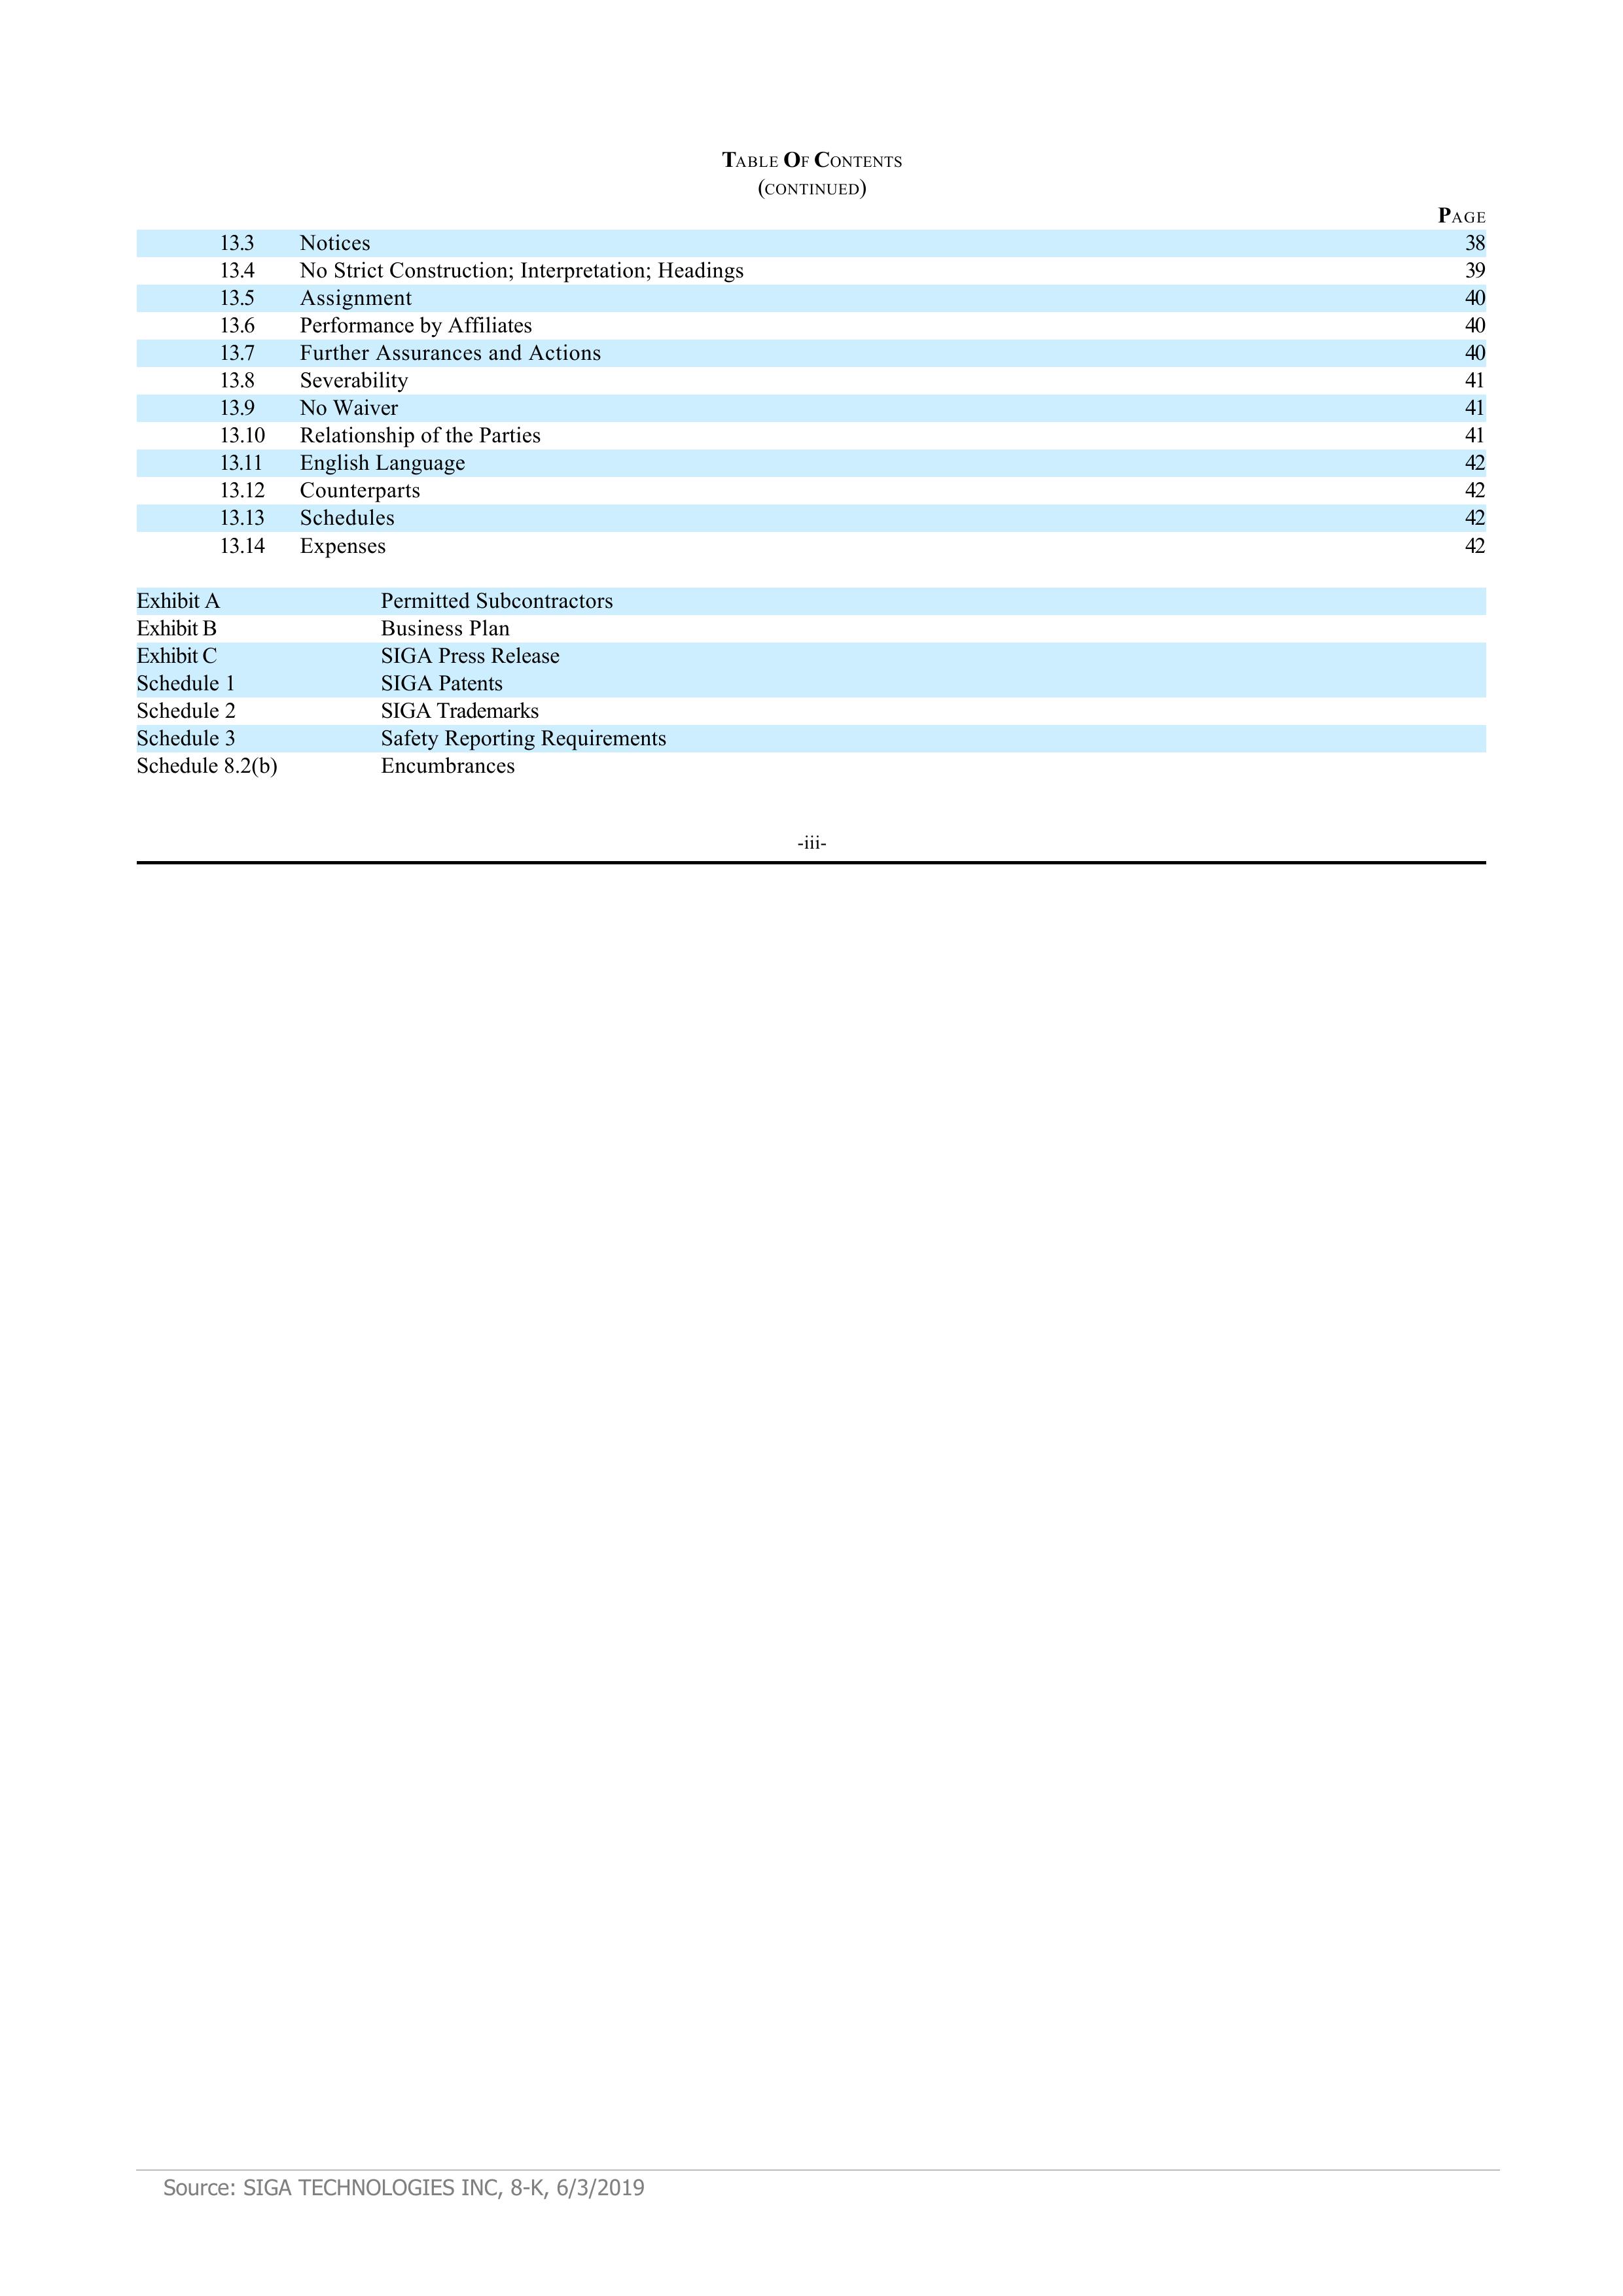 TABLE OF CONTENTS
(CONTINUED)
PAGE
13.3 Notices 38
13.4 No Strict Construction; Interpretation; Headings 39
13.5 Assignment 40
13.6 Performance by Affiliates 40
13.7 Further Assurances and Actions 40
13.8 Severability 41
13.9 No Waiver 41
13.10 Relationship of the Parties 41
13.11 English Language 42
13.12 Counterparts 42
13.13 Schedules 42
13.14 Expenses 42
Exhibit A Permitted Subcontractors
Exhibit B Business Plan
Exhibit C SIGA Press Release
Schedule 1 SIGA Patents
Schedule 2 SIGA Trademarks
Schedule 3 Safety Reporting Requirements
Schedule 8.2(b) Encumbrances
-iii-
Source: SIGA TECHNOLOGIES INC, 8-K, 6/3/2019